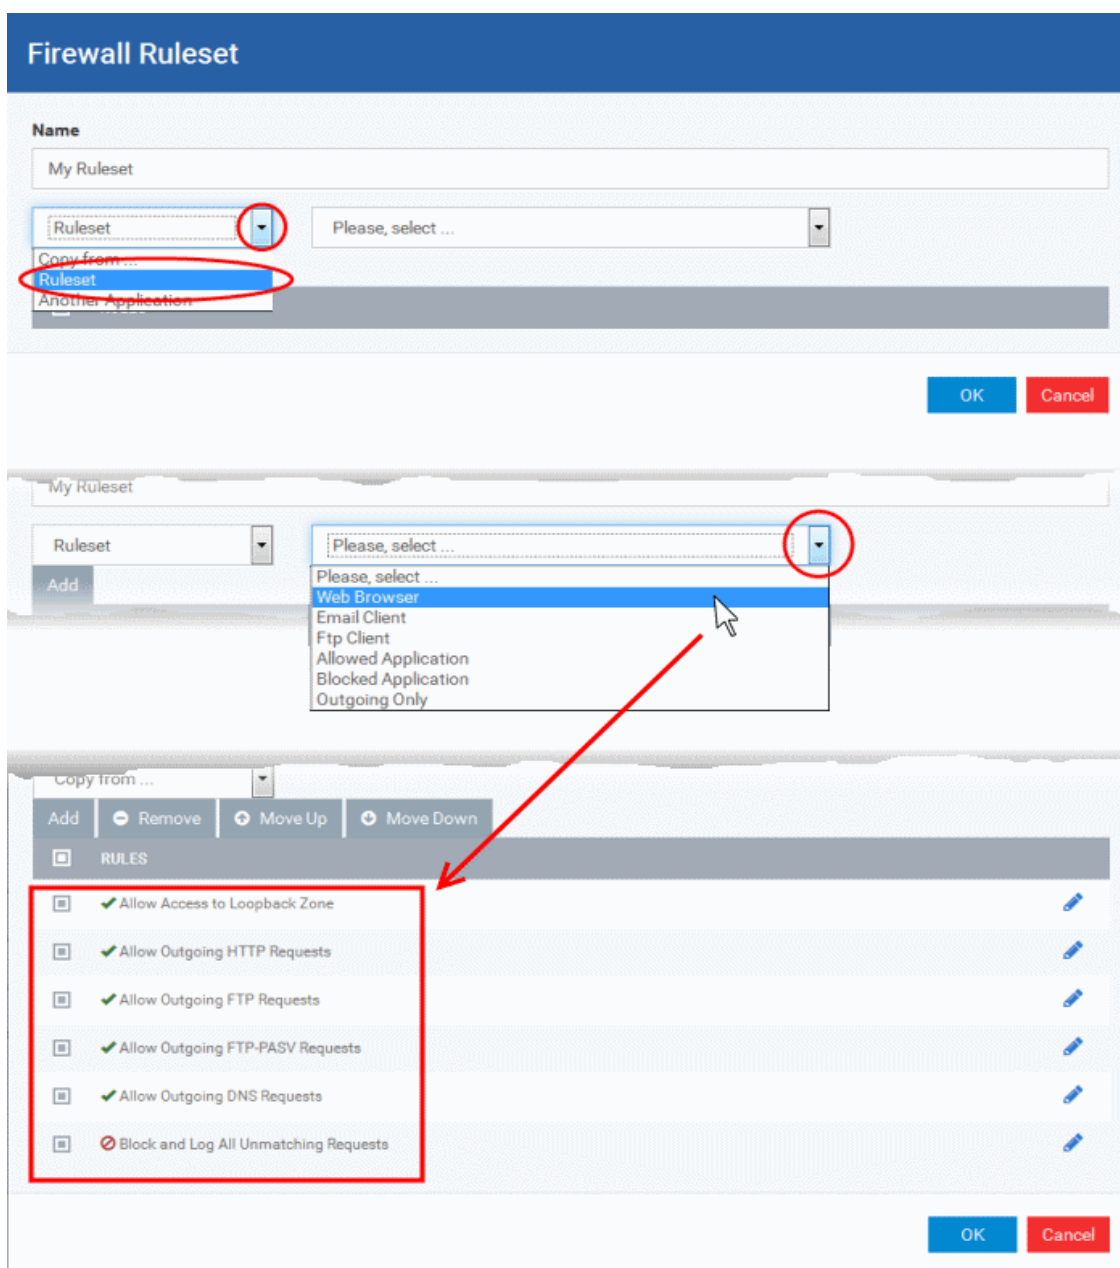 Firewall Ruleset
Name
My Ruleset
Ruleset
Please, select ...
Copy from ...
Ruleset
Another Application
OK
Cancel
My Ruleset
Ruleset
Please, select ...
Add
Please, select ...
Web Browser
Email Client
Ftp Client
Allowed Application
Blocked Application
Outgoing Only
Copy from ...
Add
Remove
Move Up
Move Down
RULES
Allow Access to Loopback Zone
Allow Outgoing HTTP Requests
Allow Outgoing FTP Requests
Allow Outgoing FTP-PASV Requests
Allow Outgoing DNS Requests
Block and Log All Unmatching Requests
OK
Cancel